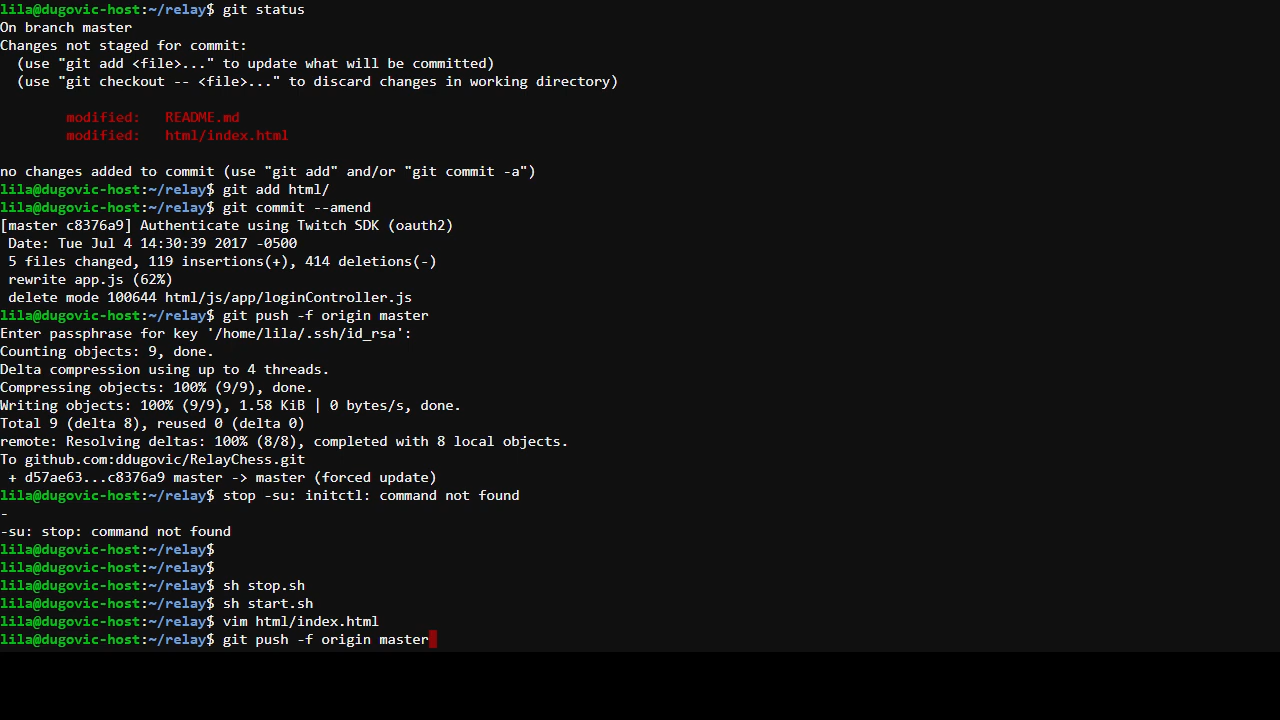 lila@dugovic-host:~/relay$ git status
On branch master
Changes not staged for commit:
  (use "git add <file>..." to update what will be committed)
  (use "git checkout -- <file>..." to discard changes in working directory)
        modified:   README.md
        modified:   html/index.html
no changes added to commit (use "git add" and/or "git commit -a")
lila@dugovic-host:~/relay$ git add html/
lila@dugovic-host:~/relay$ git commit --amend
[master c8376a9] Authenticate using Twitch SDK (oauth2)
 Date: Tue Jul 4 14:30:39 2017 -0500
 5 files changed, 119 insertions(+), 414 deletions(-)
 rewrite app.js (62%)
 delete mode 100644 html/js/app/loginController.js
lila@dugovic-host:~/relay$ git push -f origin master
Enter passphrase for key '/home/lila/.ssh/id_rsa':
Counting objects: 9, done.
Delta compression using up to 4 threads.
Compressing objects: 100% (9/9), done.
Writing objects: 100% (9/9), 1.58 KiB | 0 bytes/s, done.
Total 9 (delta 8), reused 0 (delta 0)
remote: Resolving deltas: 100% (8/8), completed with 8 local objects.
To github.com:ddugovic/RelayChess.git
 + d57ae63...c8376a9 master -> master (forced update)
lila@dugovic-host:~/relay$ stop -su: initctl: command not found
-
-su: stop: command not found
lila@dugovic-host:~/relay$
lila@dugovic-host:~/relay$
lila@dugovic-host:~/relay$ sh stop.sh
lila@dugovic-host:~/relay$ sh start.sh
lila@dugovic-host:~/relay$ vim html/index.html
lila@dugovic-host:~/relay$ git push -f origin master